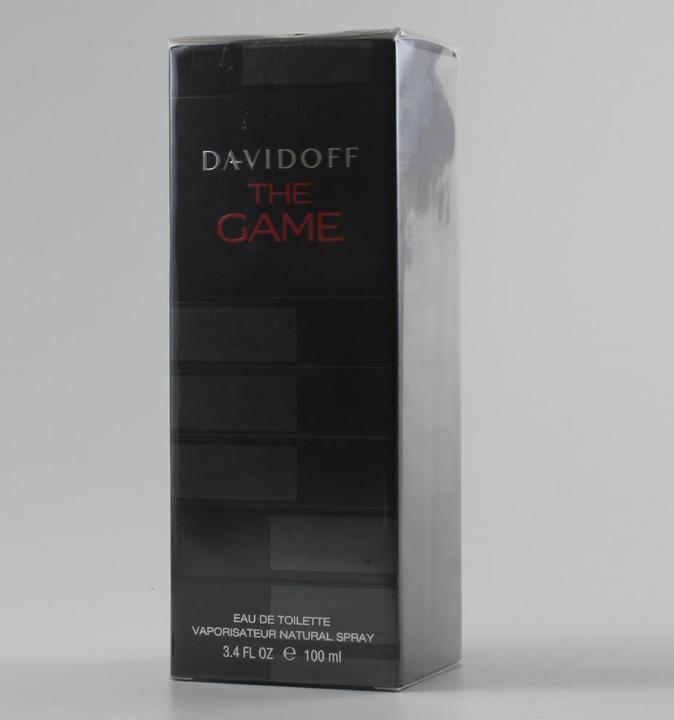 DAVIDOFF
THE
GAME
EAU DE TOILETTE
VAPORISATEUR NATURAL SPRAY
3.4 FL OZ ℮ 100 ml